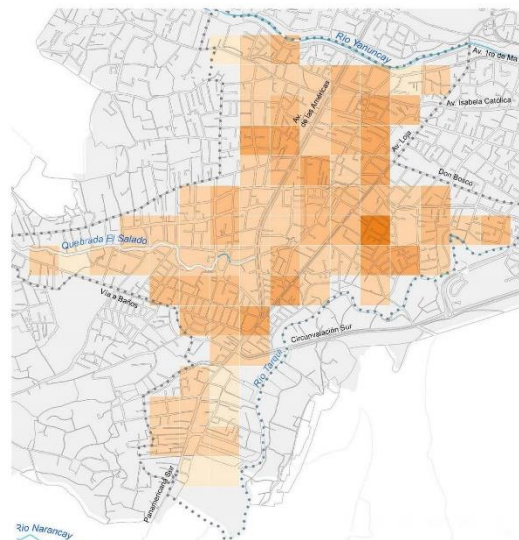 Río Yanuncay
Av. 1ra de Ma
Av.
de las Américas
Av. Isabela Católica
Av. Loja
Don Bosco
Quebrada El Salado
Vía a Baños
Circunvalación Sur
Río Tarqui
Panamericana Sur
Río Narancay